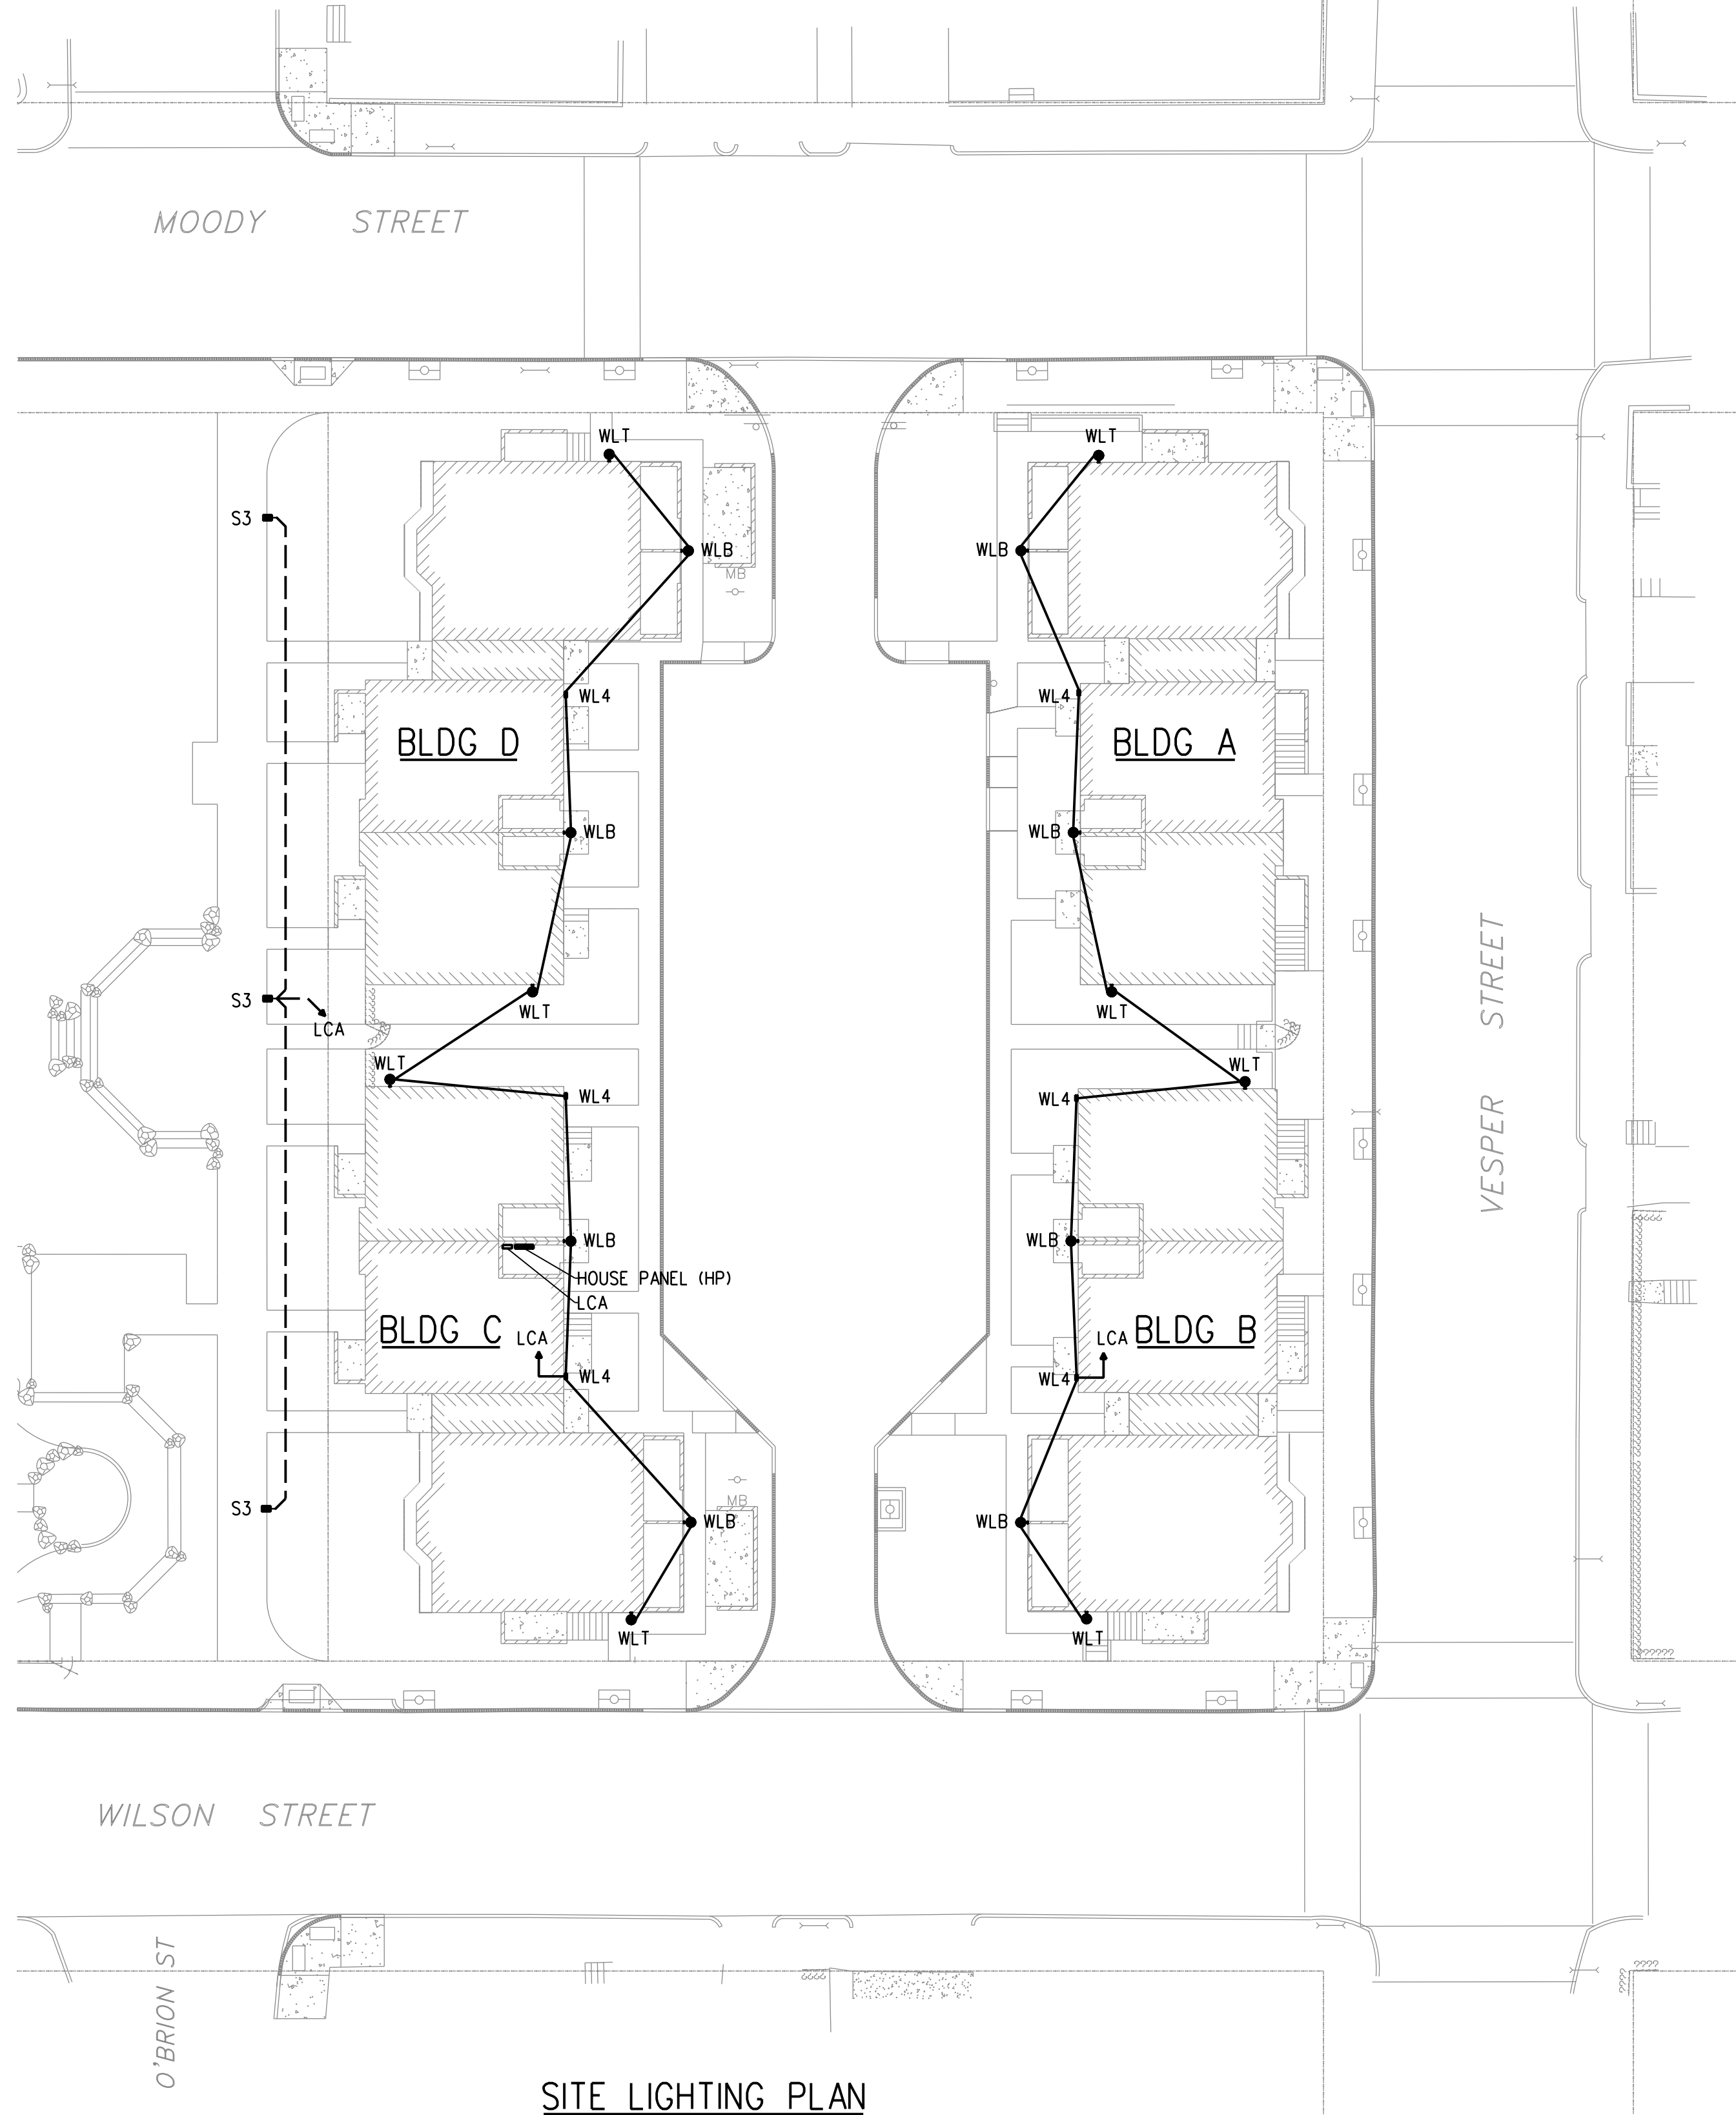 MOODY STREET
WLT
WLT
S3
WLB
WLB
MB
WL4
WL4
BLDG D
BLDG A
WLB
WLB
VESPER STREET
S3
WLT
WLT
LCA
WLT
WLT
WL4
WL4
WLB
WLB
HOUSE PANEL (HP)
LCA
BLDG C
LCA
LCA
BLDG B
WL4
WL4
MB
S3
WLB
WLB
WLT
WLT
WILSON STREET
O'BRION ST
SITE LIGHTING PLAN